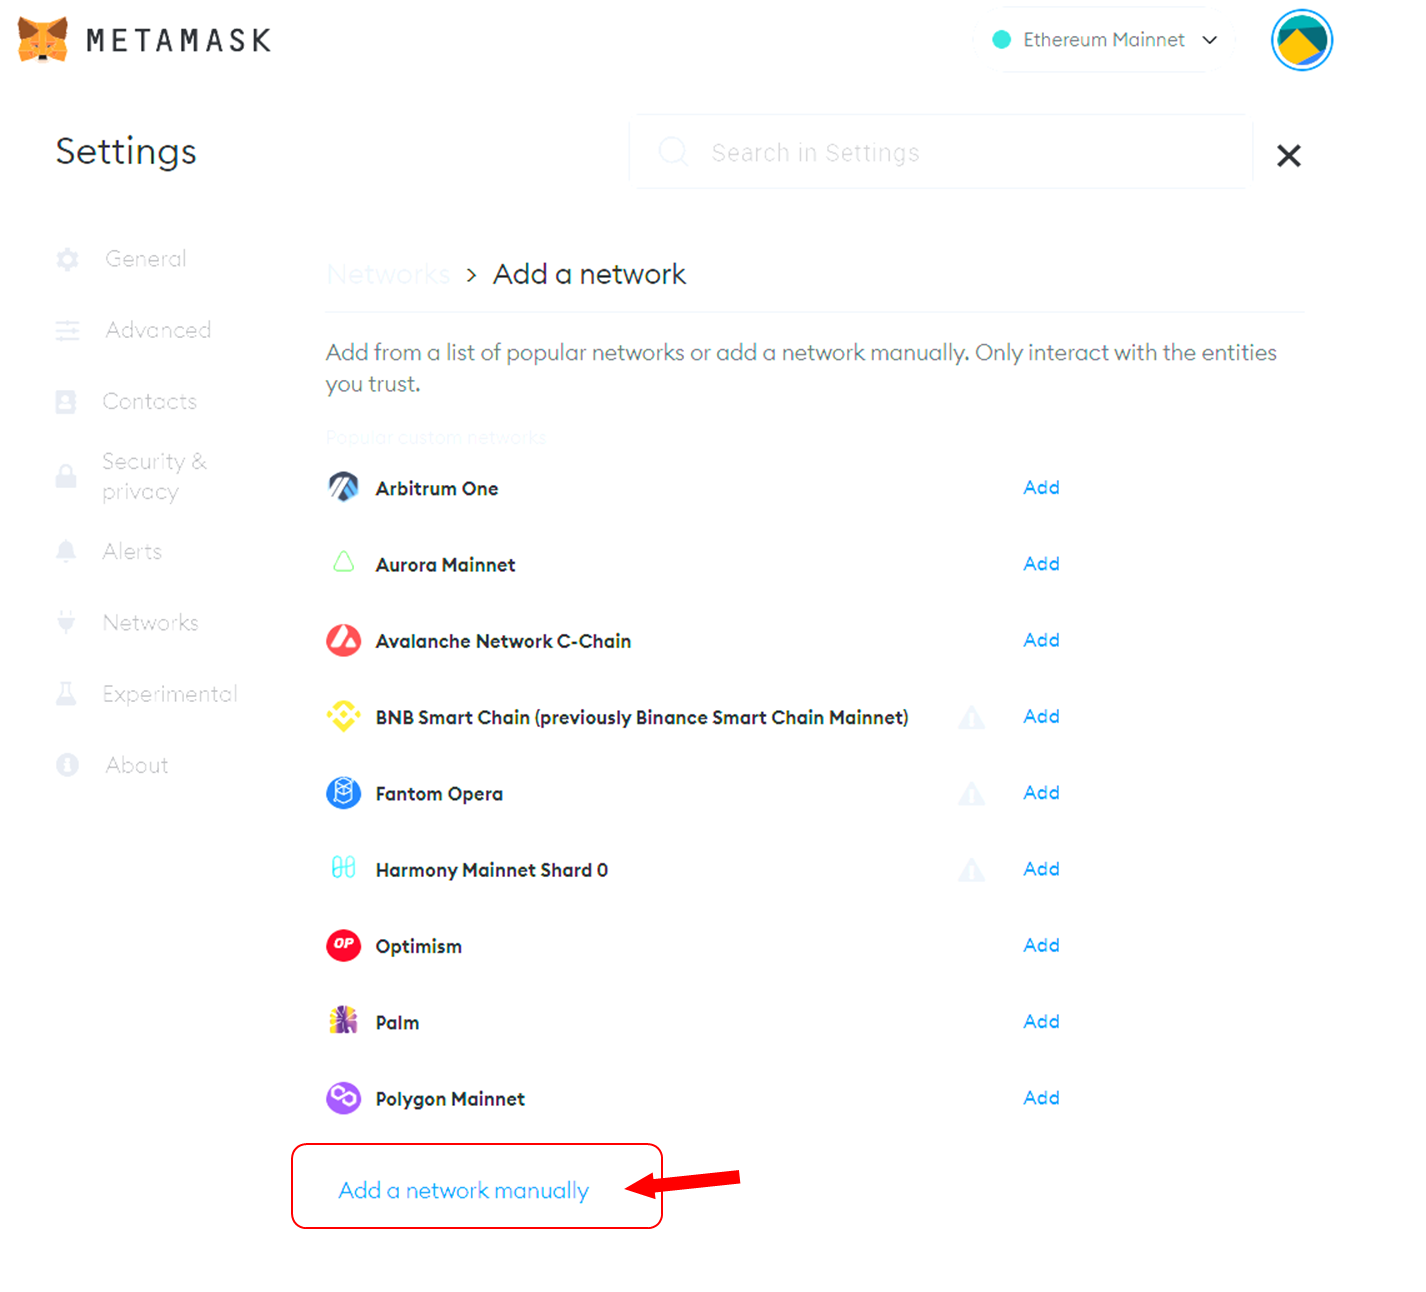 METAMASK
Ethereum Mainnet
Settings
Search in Settings
General
Advanced
Contacts
Security &
privacy
Alerts
Networks
Experimental
About
Networks > Add a network
Add from a list of popular networks or add a network manually. Only interact with the entities
you trust.
Popular custom networks
Arbitrum One Add
Aurora Mainnet Add
Avalanche Network C-Chain Add
BNB Smart Chain (previously Binance Smart Chain Mainnet) Add
Fantom Opera Add
Harmony Mainnet Shard 0 Add
OP Optimism Add
Palm Add
Polygon Mainnet Add
Add a network manually